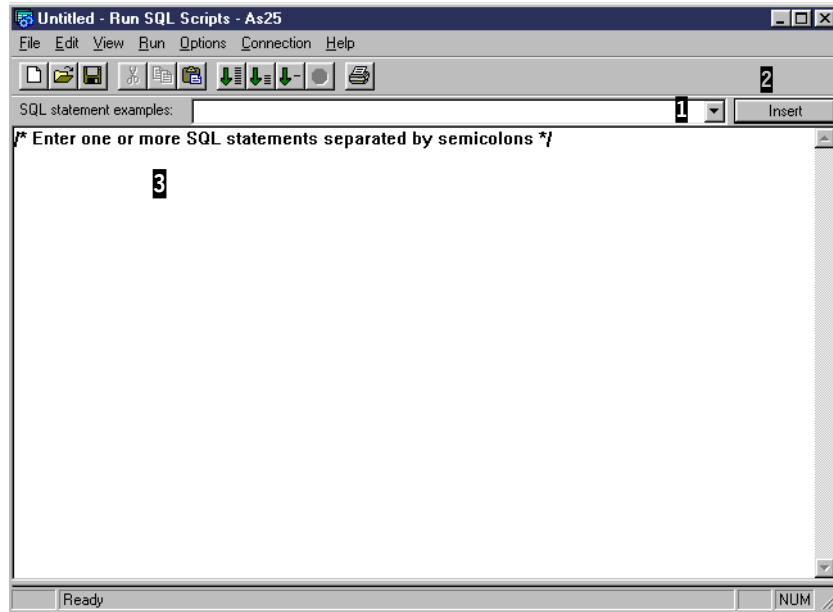 Untitled - Run SQL Scripts - As25
File Edit View Run Options Connection Help
2
SQL statement examples: 1 Insert
/* Enter one or more SQL statements separated by semicolons */
3
Ready NUM